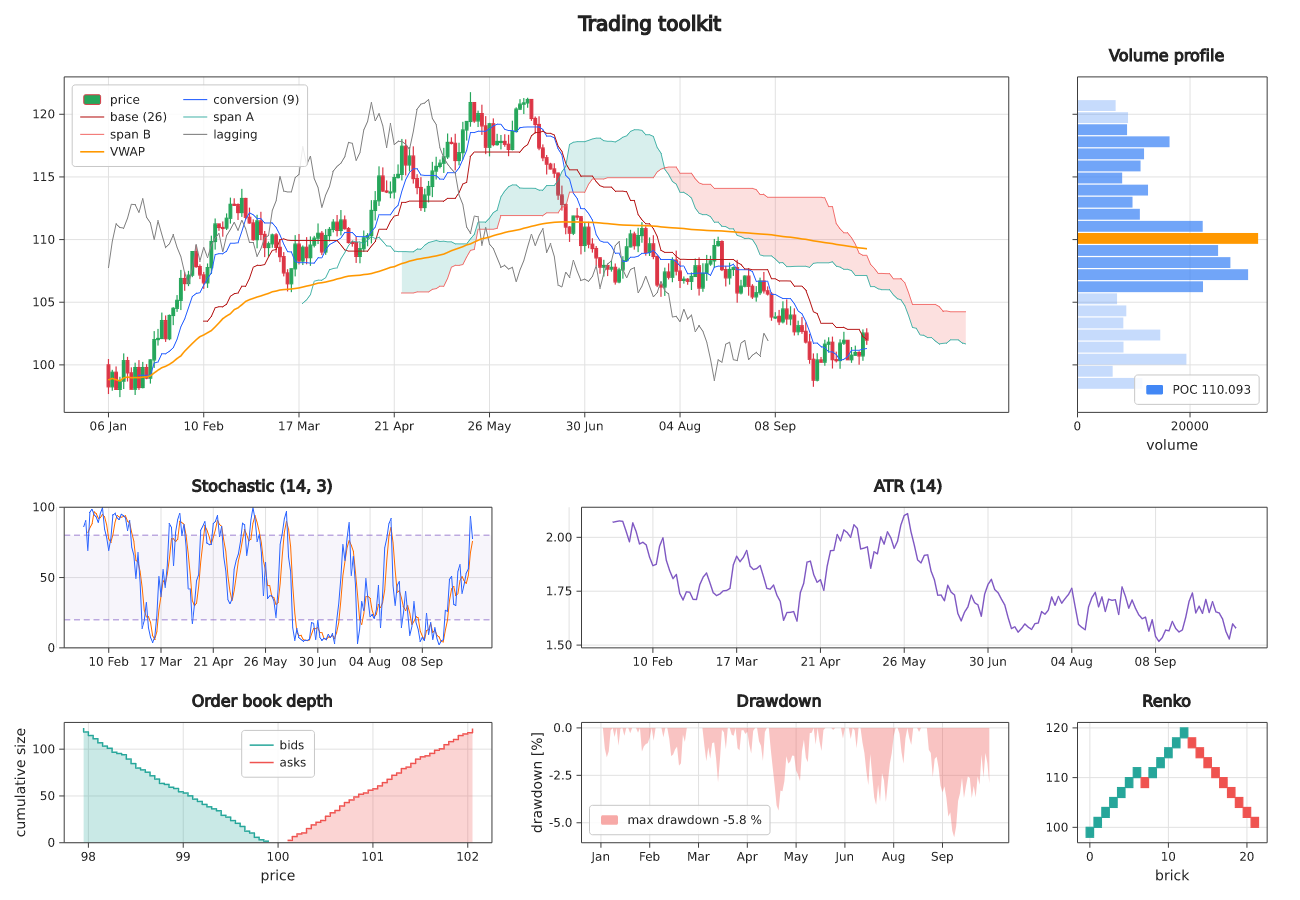 Trading toolkit
Volume profile
price
conversion (9)
base (26)
span A
span B
lagging
VWAP
120
115
110
105
100
06 Jan
10 Feb
17 Mar
21 Apr
26 May
30 Jun
04 Aug
08 Sep
POC 110.093
0
20000
volume
Stochastic (14, 3)
100
50
0
10 Feb
17 Mar
21 Apr
26 May
30 Jun
04 Aug
08 Sep
ATR (14)
2.00
1.75
1.50
10 Feb
17 Mar
21 Apr
26 May
30 Jun
04 Aug
08 Sep
Order book depth
cumulative size
100
50
0
bids
asks
98
99
100
101
102
price
Drawdown
drawdown [%]
0.0
-2.5
-5.0
max drawdown -5.8 %
Jan
Feb
Mar
Apr
May
Jun
Aug
Sep
Renko
120
110
100
0
10
20
brick